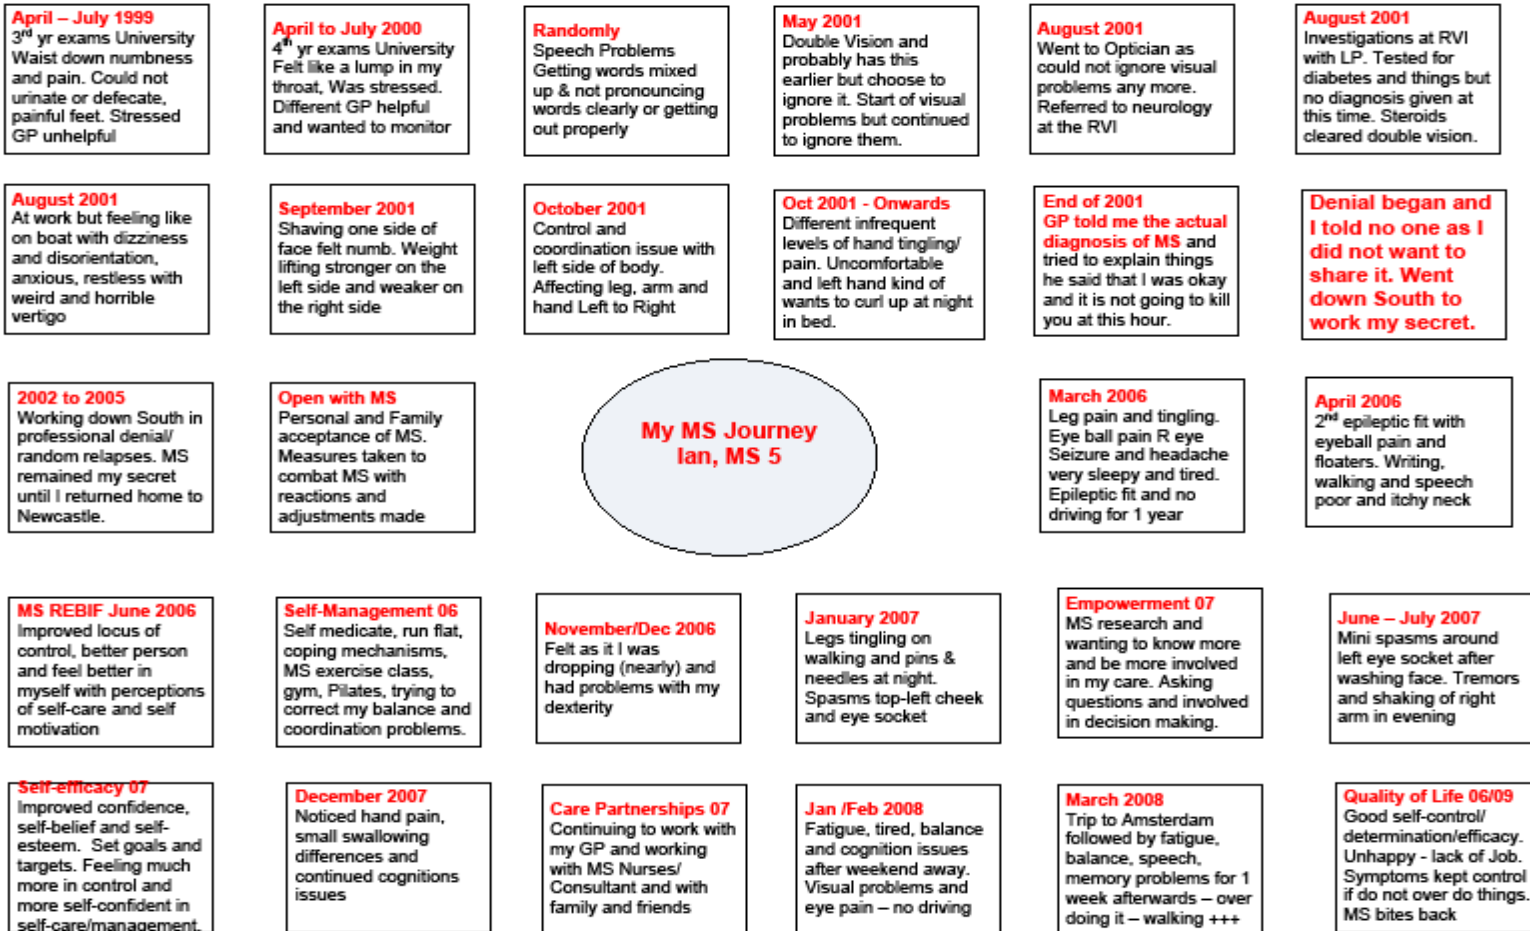 April – July 1999
3rd yr exams University
Waist down numbness
and pain. Could not
urinate or defecate,
painful feet. Stressed
GP unhelpful
April to July 2000
4th yr exams University
Felt like a lump in my
throat, Was stressed.
Different GP helpful
and wanted to monitor
Randomly
Speech Problems
Getting words mixed
up & not pronouncing
words clearly or getting
out properly
May 2001
Double Vision and
probably has this
earlier but choose to
ignore it. Start of visual
problems but continued
to ignore them.
August 2001
Went to Optician as
could not ignore visual
problems any more.
Referred to neurology
at the RVI
August 2001
Investigations at RVI
with LP. Tested for
diabetes and things but
no diagnosis given at
this time. Steroids
cleared double vision.
August 2001
At work but feeling like
on boat with dizziness
and disorientation,
anxious, restless with
weird and horrible
vertigo
September 2001
Shaving one side of
face felt numb. Weight
lifting stronger on the
left side and weaker on
the right side
October 2001
Control and
coordination issue with
left side of body.
Affecting leg, arm and
hand Left to Right
Oct 2001 - Onwards
Different infrequent
levels of hand tingling/
pain. Uncomfortable
and left hand kind of
wants to curl up at night
in bed.
End of 2001
GP told me the actual
diagnosis of MS and
tried to explain things
he said that I was okay
and it is not going to kill
you at this hour.
Denial began and
I told no one as I
did not want to
share it. Went
down South to
work my secret.
2002 to 2005
Working down South in
professional denial/
random relapses. MS
remained my secret
until I returned home to
Newcastle.
Open with MS
Personal and Family
acceptance of MS.
Measures taken to
combat MS with
reactions and
adjustments made
My MS Journey
Ian, MS 5
March 2006
Leg pain and tingling.
Eye ball pain R eye
Seizure and headache
very sleepy and tired.
Epileptic fit and no
driving for 1 year
April 2006
2nd epileptic fit with
eyeball pain and
floaters. Writing,
walking and speech
poor and itchy neck
MS REBIF June 2006
Improved locus of
control, better person
and feel better in
myself with perceptions
of self-care and self
motivation
Self-Management 06
Self medicate, run flat,
coping mechanisms,
MS exercise class,
gym, Pilates, trying to
correct my balance and
coordination problems.
November/Dec 2006
Felt as it I was
dropping (nearly) and
had problems with my
dexterity
January 2007
Legs tingling on
walking and pins &
needles at night.
Spasms top-left cheek
and eye socket
Empowerment 07
MS research and
wanting to know more
and be more involved
in my care. Asking
questions and involved
in decision making.
June – July 2007
Mini spasms around
left eye socket after
washing face. Tremors
and shaking of right
arm in evening
Self-efficacy 07
Improved confidence,
self-belief and self-
esteem. Set goals and
targets. Feeling much
more in control and
more self-confident in
self-care/management.
December 2007
Noticed hand pain,
small swallowing
differences and
continued cognitions
issues
Care Partnerships 07
Continuing to work with
my GP and working
with MS Nurses/
Consultant and with
family and friends
Jan /Feb 2008
Fatigue, tired, balance
and cognition issues
after weekend away.
Visual problems and
eye pain – no driving
March 2008
Trip to Amsterdam
followed by fatigue,
balance, speech,
memory problems for 1
week afterwards – over
doing it – walking +++
Quality of Life 06/09
Good self-control/
determination/efficacy.
Unhappy - lack of Job.
Symptoms kept control
if do not over do things.
MS bites back